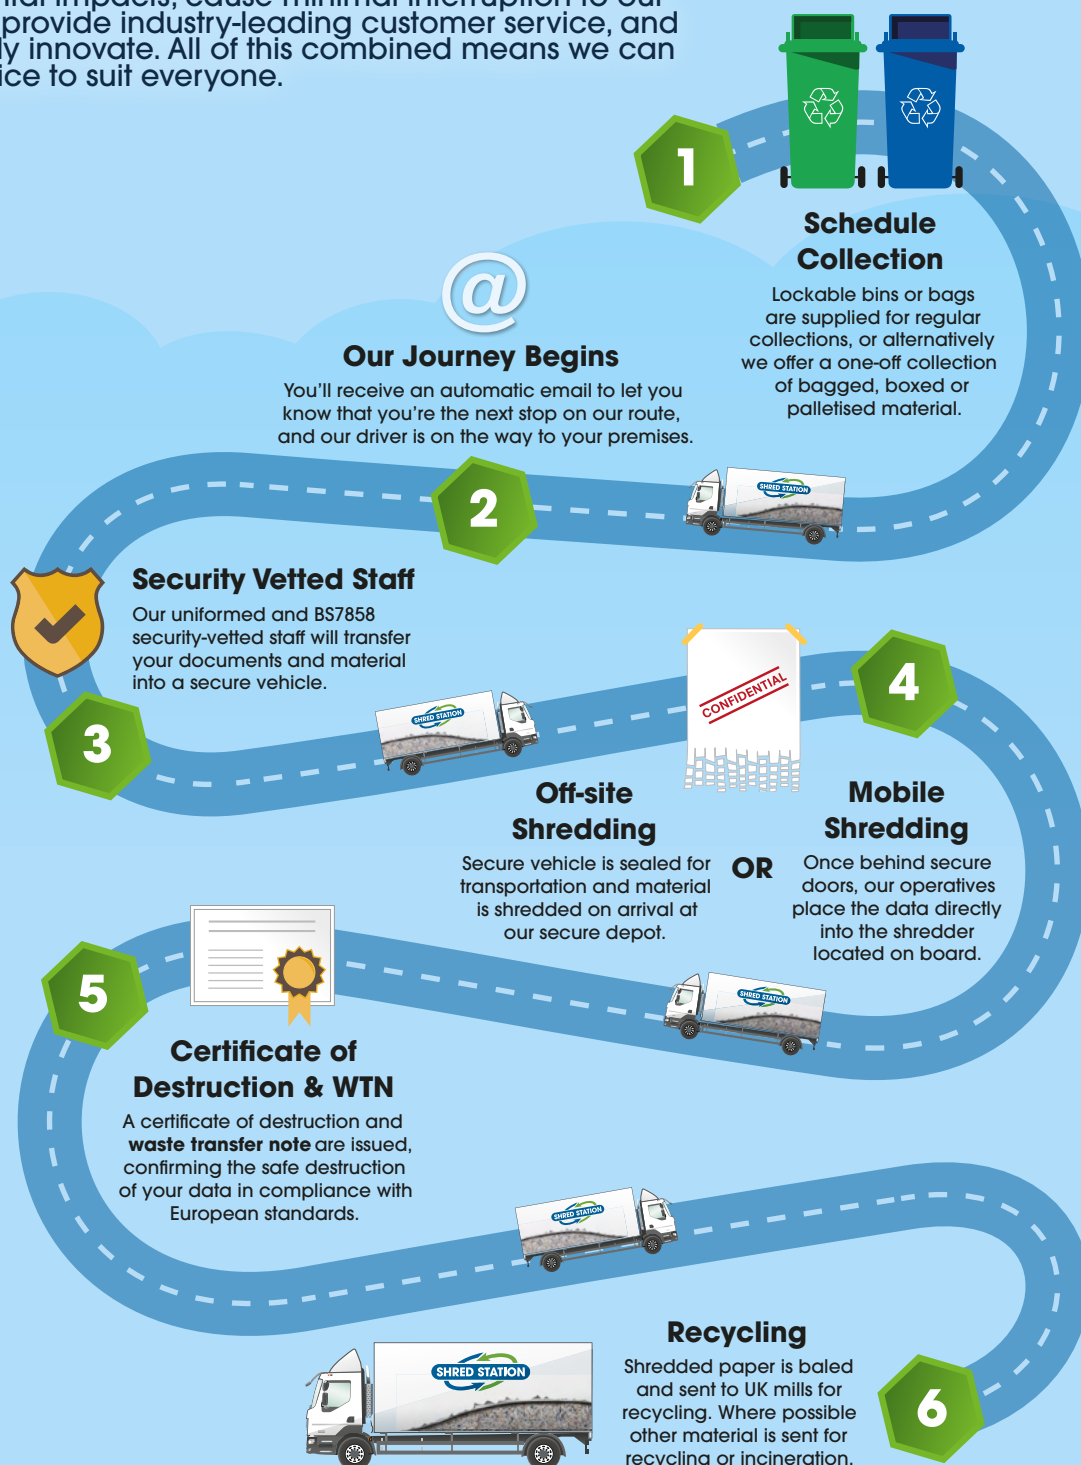 provide industry-leading customer service, and
innovate. All of this combined means we can
to suit everyone.
1
Schedule
Collection
Lockable bins or bags
are supplied for regular
collections, or alternatively
we offer a one-off collection
of bagged, boxed or
palletised material.
@
Our Journey Begins
You'll receive an automatic email to let you
know that you're the next stop on our route,
and our driver is on the way to your premises.
2
SHRED STATION
Security Vetted Staff
Our uniformed and BS7858
security-vetted staff will transfer
your documents and material
into a secure vehicle.
3
SHRED STATION
CONFIDENTIAL
4
Off-site
Shredding
Secure vehicle is sealed for
transportation and material
is shredded on arrival at
our secure depot.
OR
Mobile
Shredding
Once behind secure
doors, our operatives
place the data directly
into the shredder
located on board.
SHRED STATION
5
Certificate of
Destruction & WTN
A certificate of destruction and
waste transfer note are issued,
confirming the safe destruction
of your data in compliance with
European standards.
SHRED STATION
SHRED STATION
Recycling
Shredded paper is baled
and sent to UK mills for
recycling. Where possible
other material is sent for
recycling or incineration.
6